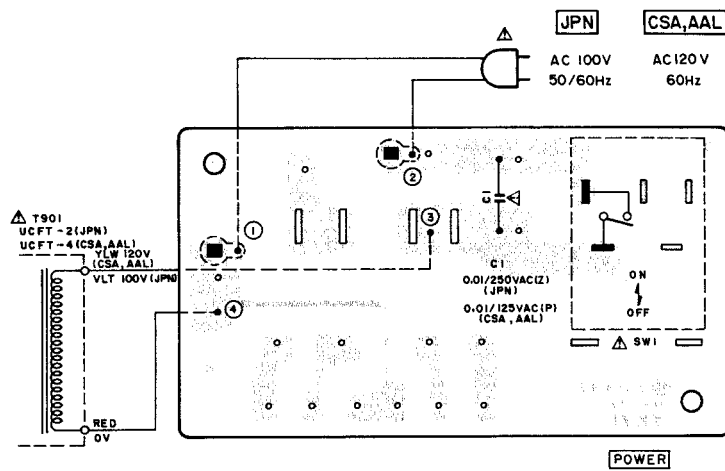 JPN
CSA,AAL
AC 100V
50/60Hz
AC120V
60Hz
②
C1
①
③
T901
UCFT-2(JPN)
UCFT-4(CSA,AAL)
YLW 120V
(CSA,AAL)
VLT 100V(JPN)
C1
0.01/250VAC(Z)
(JPN)
0.01/125VAC(P)
(CSA,AAL)
ON
OFF
④
SW1
RED
0V
POWER